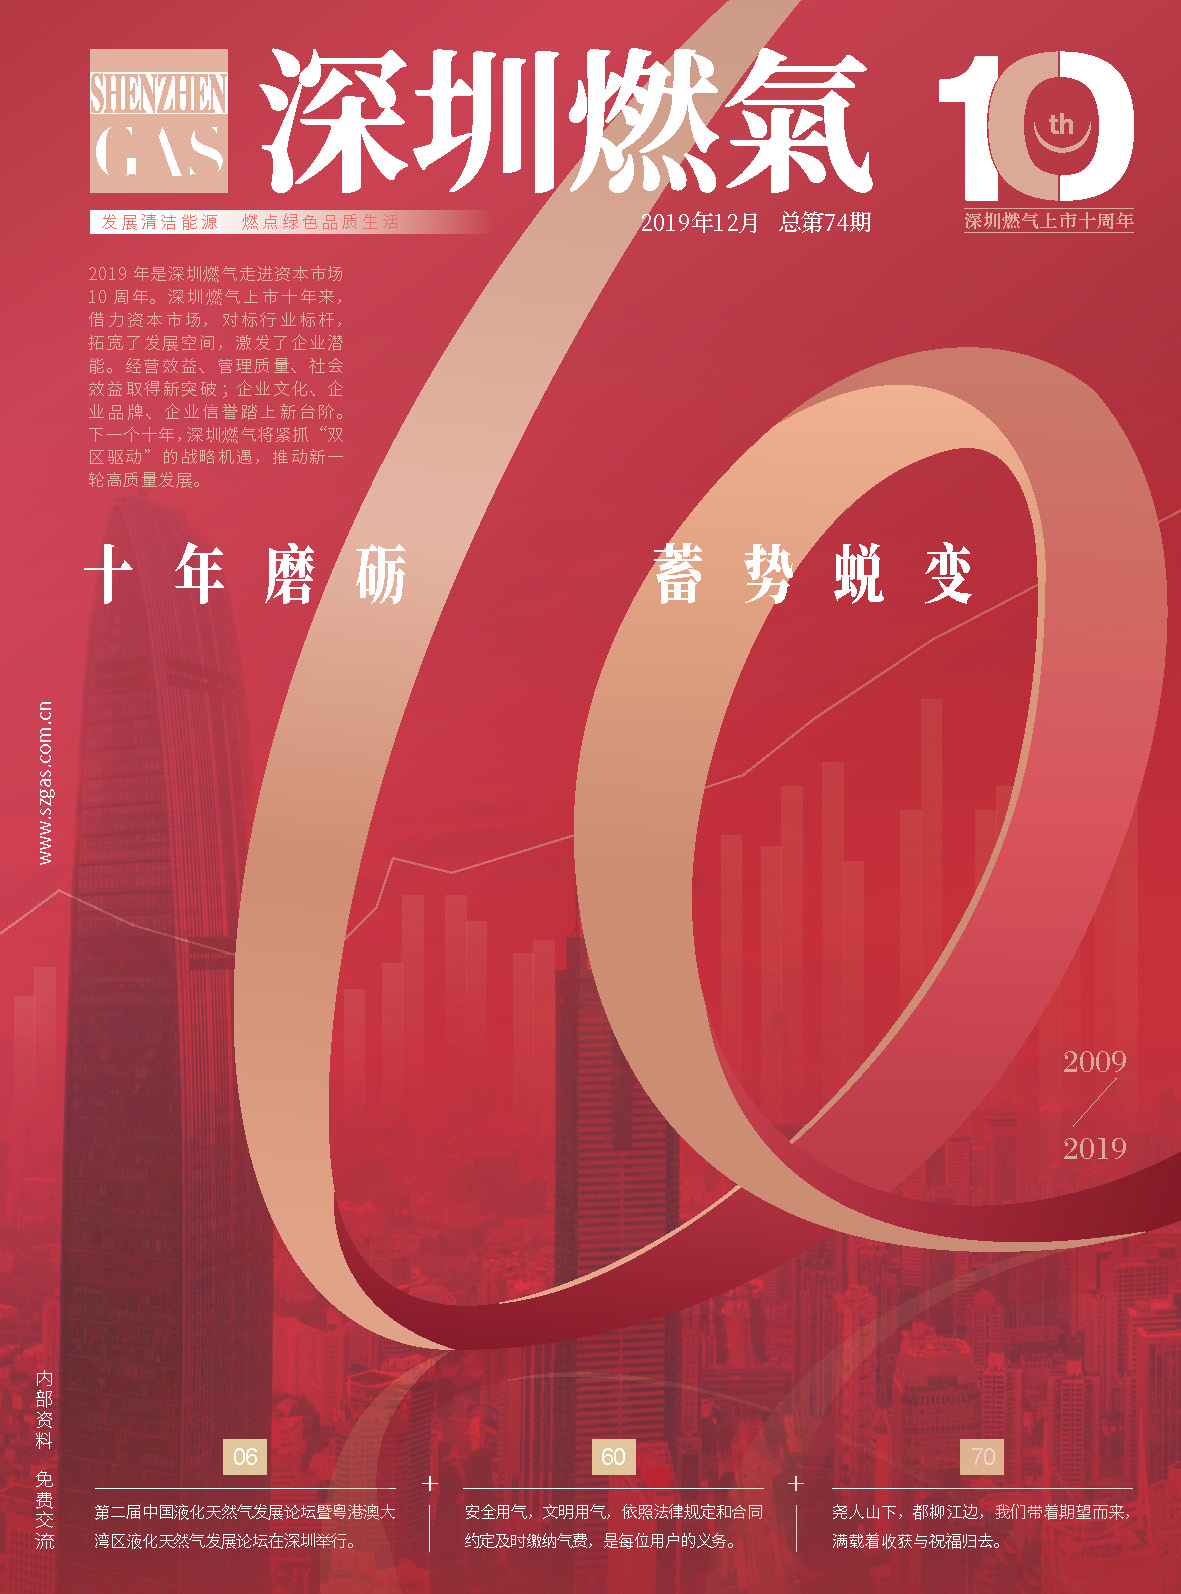 SHENZHEN
GAS
深圳燃氣
10
th
发展清洁能源 燃点绿色品质生活
2019年12月 总第74期
深圳燃气上市十周年
2019 年是深圳燃气走进资本市场
10 周年。深圳燃气上市十年来，
借力资本市场，对标行业标杆，
拓宽了发展空间，激发了企业潜
能。经营效益、管理质量、社会
效益取得新突破；企业文化、企
业品牌、企业信誉踏上新台阶。
下一个十年，深圳燃气将紧抓“双
区驱动”的战略机遇，推动新一
轮高质量发展。
十年磨砺 蓄势蜕变
www.szgas.com.cn
2009
2019
内部资料 免费交流
06
第二届中国液化天然气发展论坛暨粤港澳大
湾区液化天然气发展论坛在深圳举行。
60
安全用气，文明用气，依照法律规定和合同
约定及时缴纳气费，是每位用户的义务。
70
尧人山下，都柳江边，我们带着期望而来，
满载着收获与祝福归去。